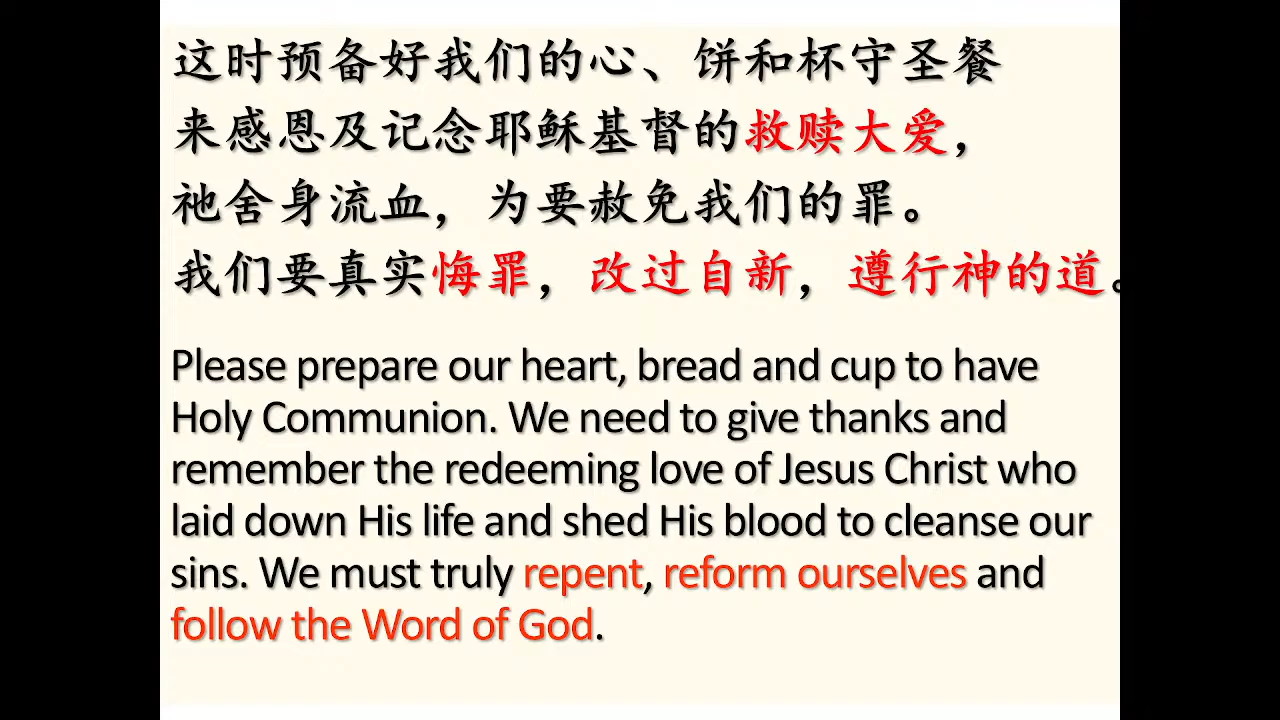 这时预备好我们的心、饼和杯守圣餐
来感恩及记念耶稣基督的救赎大爱，
祂舍身流血，为要赦免我们的罪。
我们要真实悔罪，改过自新，遵行神的道。
Please prepare our heart, bread and cup to have
Holy Communion. We need to give thanks and
remember the redeeming love of Jesus Christ who
laid down His life and shed His blood to cleanse our
sins. We must truly repent, reform ourselves and
follow the Word of God.